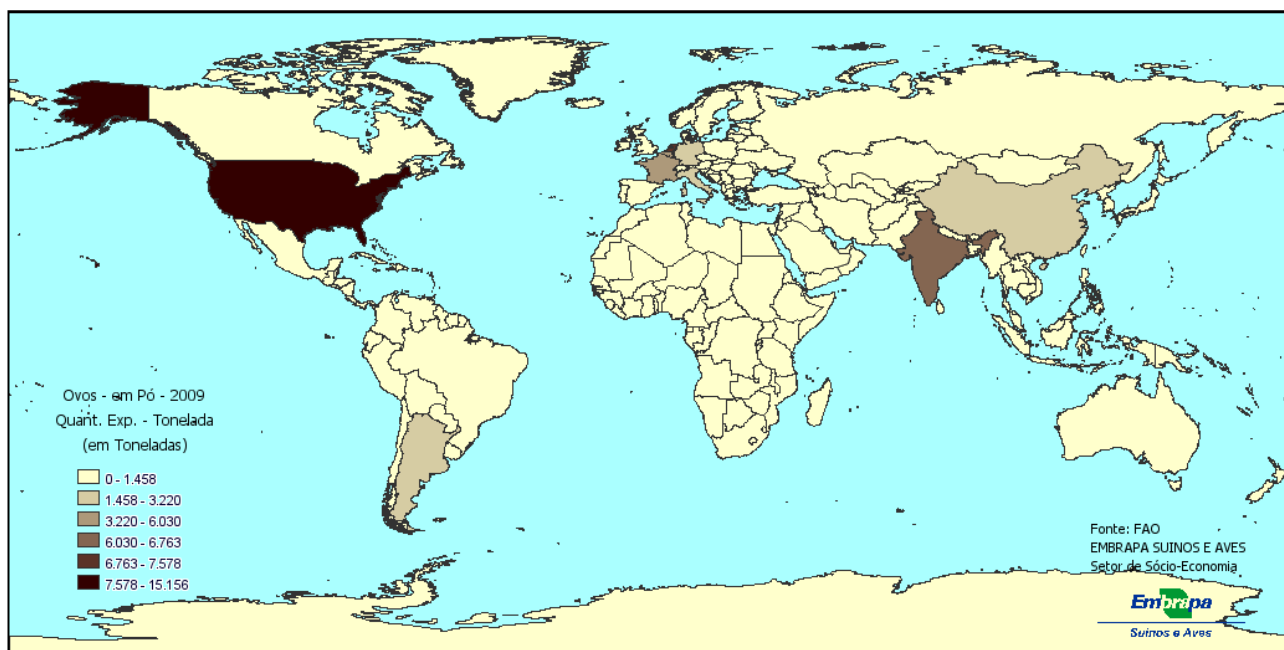 Ovos - em Pó - 2009
Quant. Exp. - Tonelada
(em Toneladas)
0 - 1.458
1.458 - 3.220
3.220 - 6.030
6.030 - 6.763
6.763 - 7.578
7.578 - 15.156
Fonte: FAO
EMBRAPA SUINOS E AVES
Setor de Sócio-Economia
Embrapa
Suínos e Aves